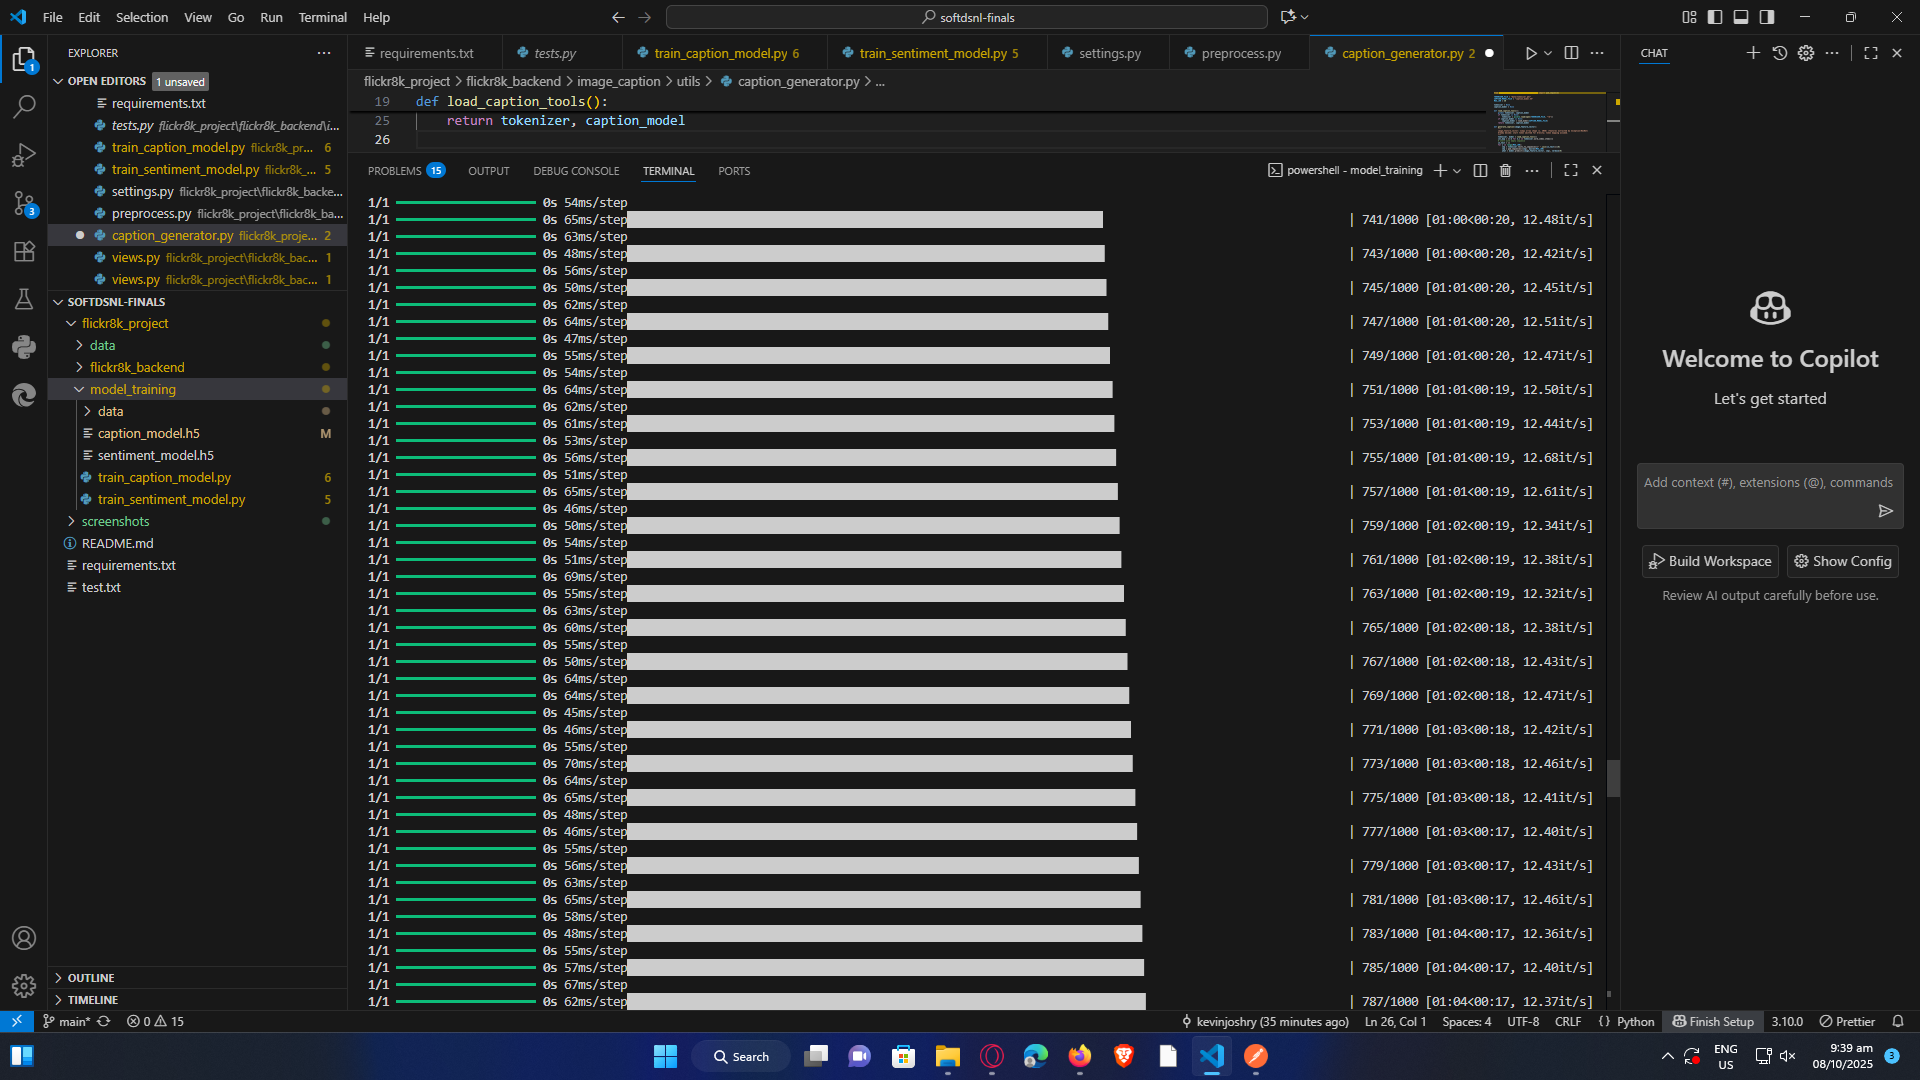 File Edit Selection View Go Run Terminal Help
softdsnl-finals
EXPLORER
OPEN EDITORS 1 unsaved
requirements.txt
tests.py flickr8k_project\flickr8k_backend\i...
train_caption_model.py flickr8k_pr... 6
train_sentiment_model.py flickr8k_... 5
settings.py flickr8k_project\flickr8k_backe...
preprocess.py flickr8k_project\flickr8k_ba...
caption_generator.py flickr8k_proje... 2
views.py flickr8k_project\flickr8k_bac... 1
views.py flickr8k_project\flickr8k_bac... 1
SOFTDSNL-FINALS
flickr8k_project
data
flickr8k_backend
model_training
data
caption_model.h5 M
sentiment_model.h5
train_caption_model.py 6
train_sentiment_model.py 5
screenshots
README.md
requirements.txt
test.txt
OUTLINE
TIMELINE
requirements.txt tests.py train_caption_model.py 6 train_sentiment_model.py 5 settings.py preprocess.py caption_generator.py 2
flickr8k_project > flickr8k_backend > image_caption > utils > caption_generator.py > ...
19 def load_caption_tools():
25 return tokenizer, caption_model
26
PROBLEMS 15 OUTPUT DEBUG CONSOLE TERMINAL PORTS
powershell - model_training
1/1 0s 54ms/step
1/1 0s 65ms/step | 741/1000 [01:00<00:20, 12.48it/s]
1/1 0s 63ms/step
1/1 0s 48ms/step | 743/1000 [01:00<00:20, 12.42it/s]
1/1 0s 56ms/step
1/1 0s 50ms/step | 745/1000 [01:01<00:20, 12.45it/s]
1/1 0s 62ms/step
1/1 0s 64ms/step | 747/1000 [01:01<00:20, 12.51it/s]
1/1 0s 47ms/step
1/1 0s 55ms/step | 749/1000 [01:01<00:20, 12.47it/s]
1/1 0s 54ms/step
1/1 0s 64ms/step | 751/1000 [01:01<00:19, 12.50it/s]
1/1 0s 62ms/step
1/1 0s 61ms/step | 753/1000 [01:01<00:19, 12.44it/s]
1/1 0s 53ms/step
1/1 0s 56ms/step | 755/1000 [01:01<00:19, 12.68it/s]
1/1 0s 51ms/step
1/1 0s 65ms/step | 757/1000 [01:01<00:19, 12.61it/s]
1/1 0s 46ms/step
1/1 0s 50ms/step | 759/1000 [01:02<00:19, 12.34it/s]
1/1 0s 54ms/step
1/1 0s 51ms/step | 761/1000 [01:02<00:19, 12.38it/s]
1/1 0s 69ms/step
1/1 0s 55ms/step | 763/1000 [01:02<00:19, 12.32it/s]
1/1 0s 63ms/step
1/1 0s 60ms/step | 765/1000 [01:02<00:18, 12.38it/s]
1/1 0s 55ms/step
1/1 0s 50ms/step | 767/1000 [01:02<00:18, 12.43it/s]
1/1 0s 64ms/step
1/1 0s 64ms/step | 769/1000 [01:02<00:18, 12.47it/s]
1/1 0s 45ms/step
1/1 0s 46ms/step | 771/1000 [01:03<00:18, 12.42it/s]
1/1 0s 55ms/step
1/1 0s 70ms/step | 773/1000 [01:03<00:18, 12.46it/s]
1/1 0s 64ms/step
1/1 0s 65ms/step | 775/1000 [01:03<00:18, 12.41it/s]
1/1 0s 48ms/step
1/1 0s 46ms/step | 777/1000 [01:03<00:17, 12.40it/s]
1/1 0s 55ms/step
1/1 0s 56ms/step | 779/1000 [01:03<00:17, 12.43it/s]
1/1 0s 63ms/step
1/1 0s 65ms/step | 781/1000 [01:03<00:17, 12.46it/s]
1/1 0s 58ms/step
1/1 0s 48ms/step | 783/1000 [01:04<00:17, 12.36it/s]
1/1 0s 55ms/step
1/1 0s 57ms/step | 785/1000 [01:04<00:17, 12.40it/s]
1/1 0s 67ms/step
1/1 0s 62ms/step | 787/1000 [01:04<00:17, 12.37it/s]
CHAT
Welcome to Copilot
Let's get started
Add context (#), extensions (@), commands
Build Workspace Show Config
Review AI output carefully before use.
main* 0 15
kevinjoshry (35 minutes ago) Ln 26, Col 1 Spaces: 4 UTF-8 CRLF {} Python Finish Setup 3.10.0 Prettier
Search
ENG
US
9:39 am
08/10/2025
3